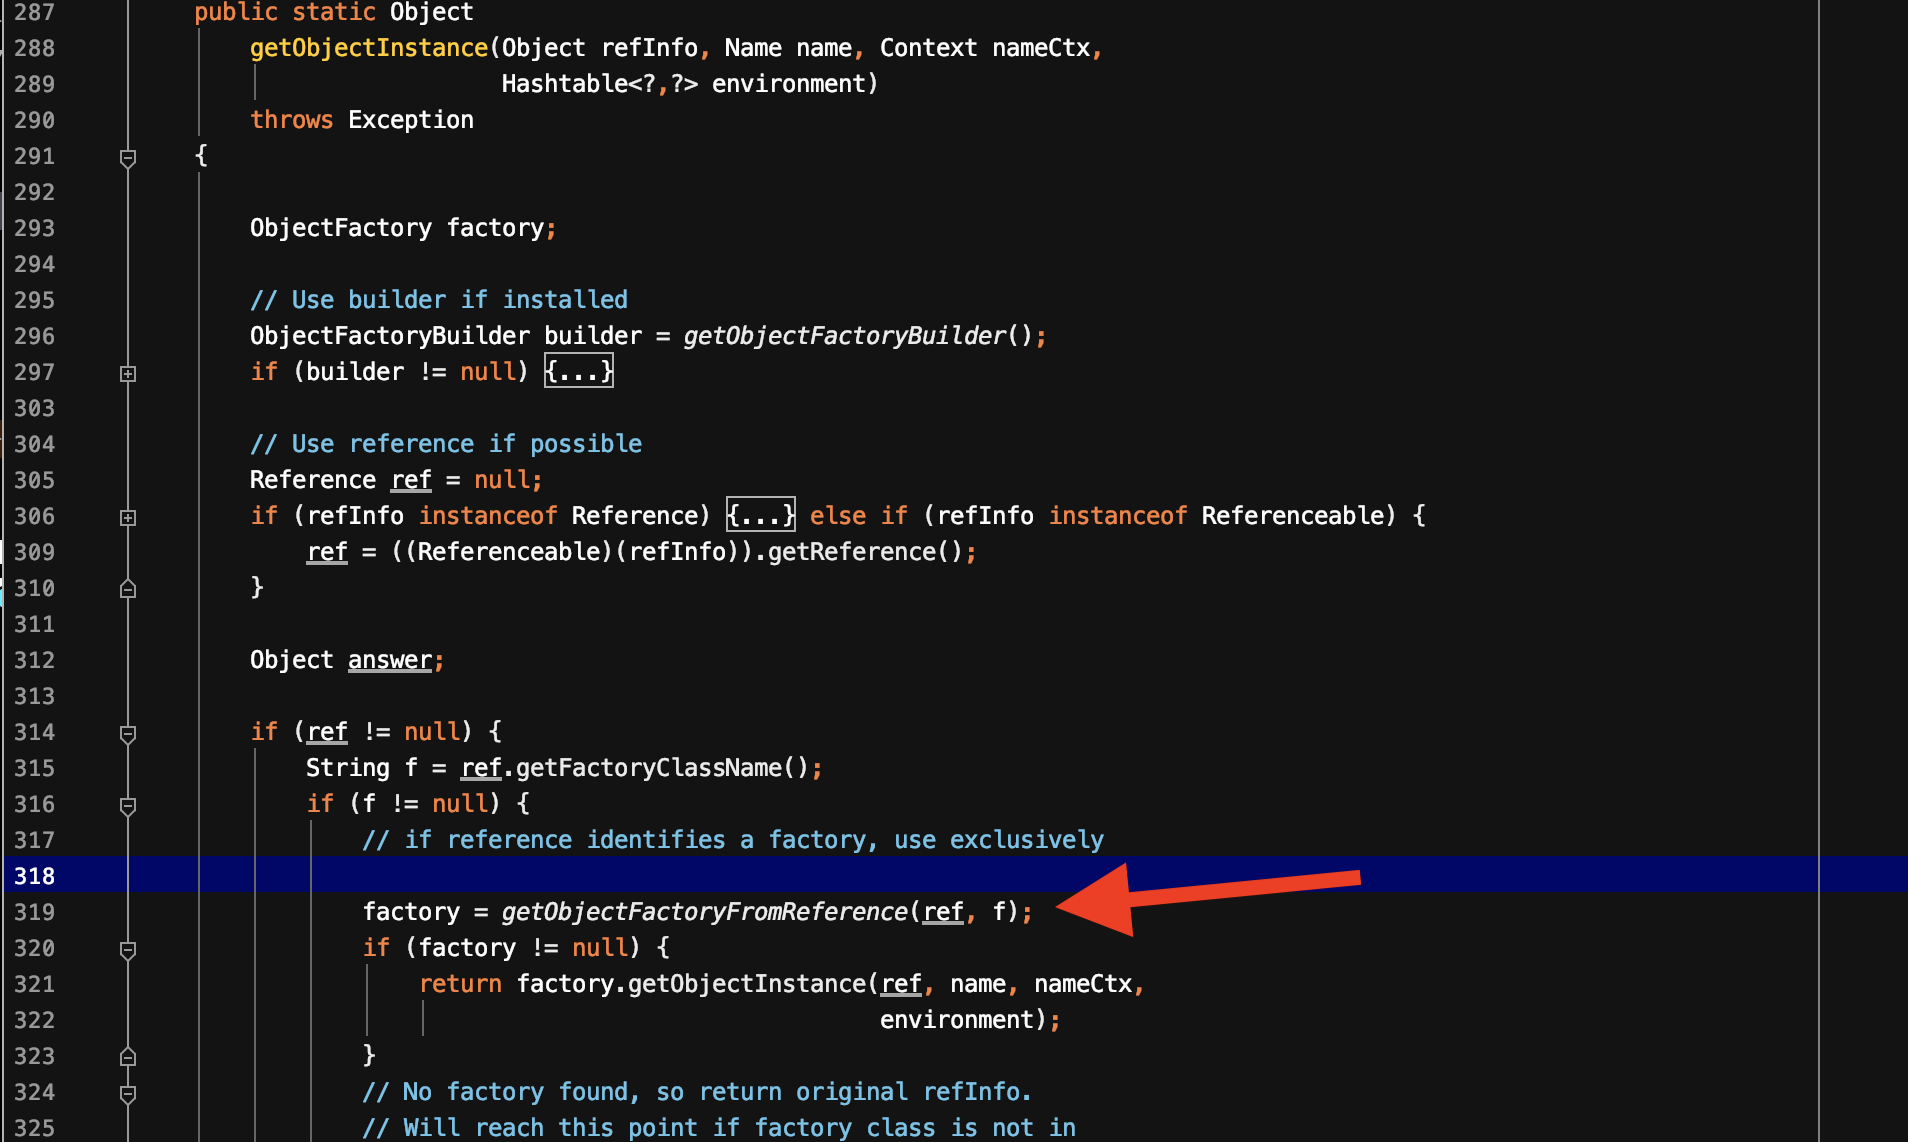 287 public static Object
288 getObjectInstance(Object refInfo, Name name, Context nameCtx,
289 Hashtable<?,?> environment)
290 throws Exception
291 {
292
293 ObjectFactory factory;
294
295 // Use builder if installed
296 ObjectFactoryBuilder builder = getObjectFactoryBuilder();
297 if (builder != null) {...}
303
304 // Use reference if possible
305 Reference ref = null;
306 if (refInfo instanceof Reference) {...} else if (refInfo instanceof Referenceable) {
309 ref = ((Referenceable)(refInfo)).getReference();
310 }
311
312 Object answer;
313
314 if (ref != null) {
315 String f = ref.getFactoryClassName();
316 if (f != null) {
317 // if reference identifies a factory, use exclusively
318
319 factory = getObjectFactoryFromReference(ref, f);
320 if (factory != null) {
321 return factory.getObjectInstance(ref, name, nameCtx,
322 environment);
323 }
324 // No factory found, so return original refInfo.
325 // Will reach this point if factory class is not in